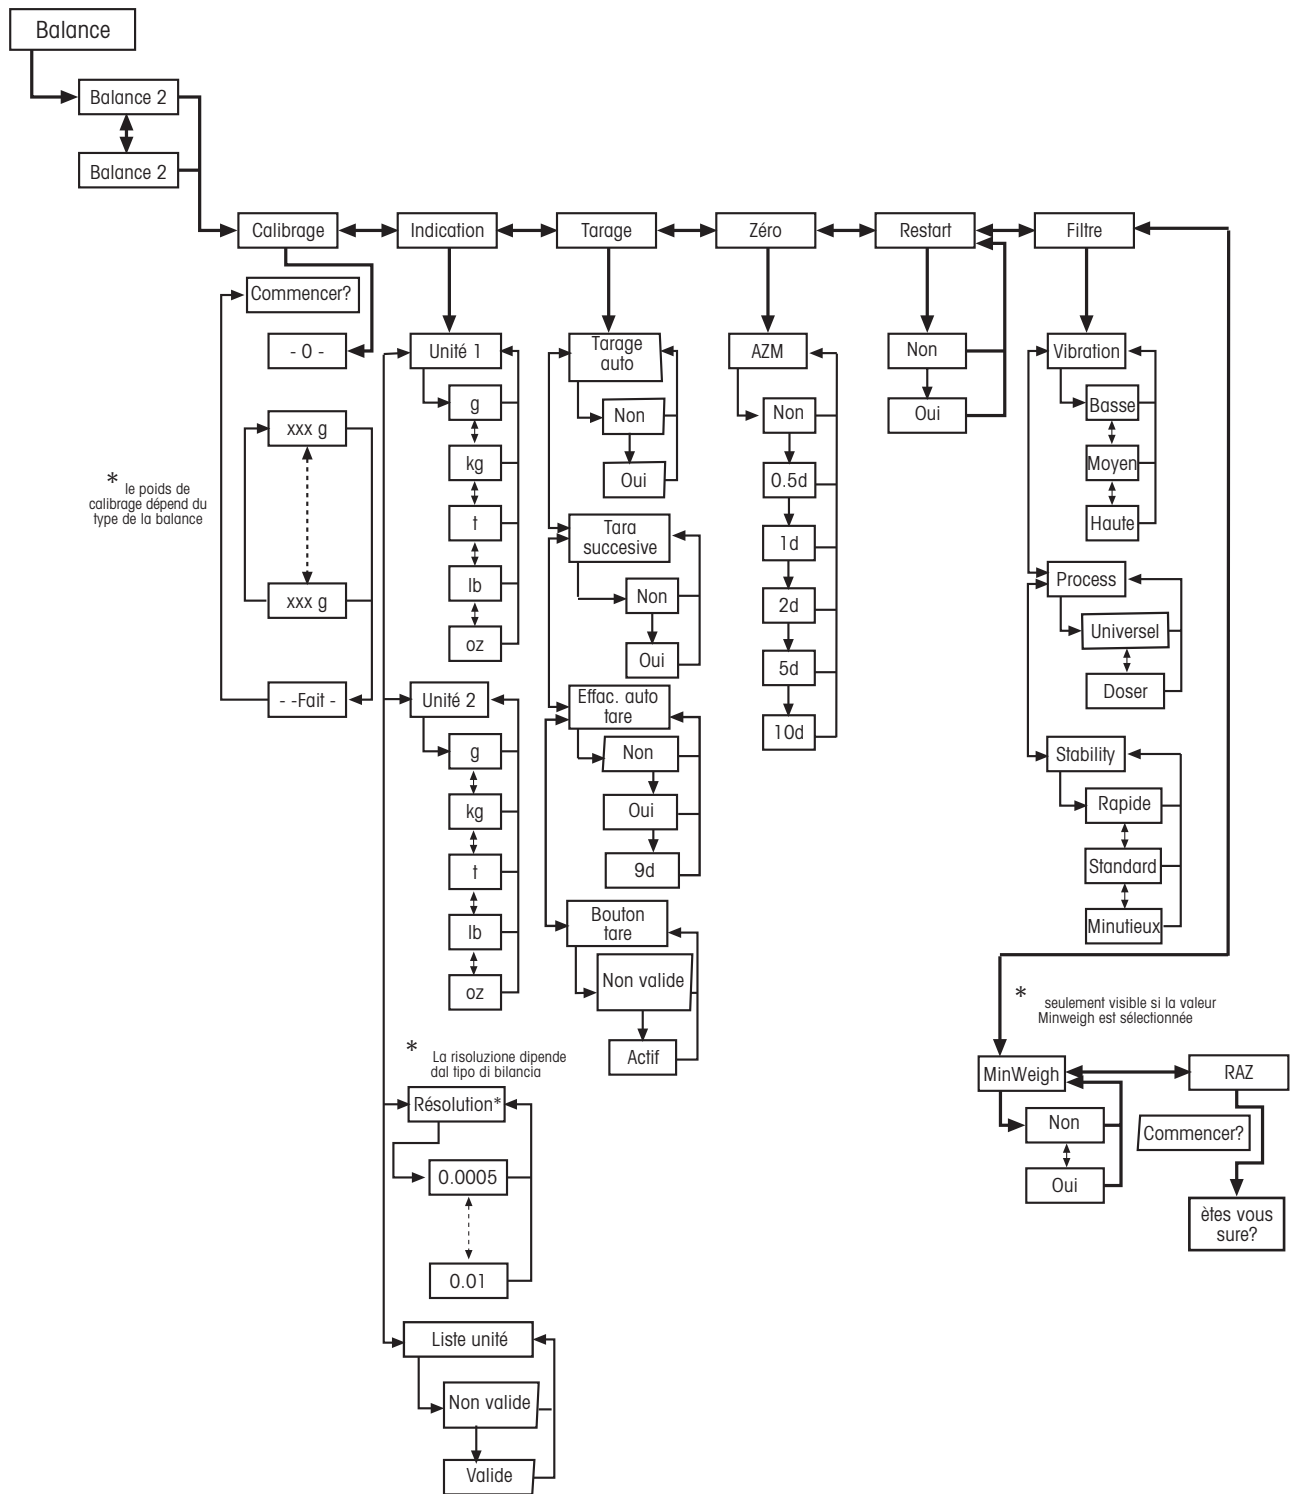 Balance
Balance 2
Balance 2
Calibrage
Indication
Tarage
Zéro
Restart
Filtre
Commencer?
- 0 -
xxx g
* le poids de
calibrage dépend du
type de la balance
xxx g
- -Fait -
Unité 1
g
kg
t
lb
oz
Unité 2
g
kg
t
lb
oz
* La risoluzione dipende
dal tipo di bilancia
Résolution*
0.0005
0.01
Liste unité
Non valide
Valide
Tarage
auto
Non
Oui
Tara
succesive
Non
Oui
Effac. auto
tare
Non
Oui
9d
Bouton
tare
Non valide
Actif
AZM
Non
0.5d
1d
2d
5d
10d
Non
Oui
Vibration
Basse
Moyen
Haute
Process
Universel
Doser
Stability
Rapide
Standard
Minutieux
* seulement visible si la valeur
Minweigh est sélectionnée
MinWeigh
Non
Oui
RAZ
Commencer?
ètes vous
sure?